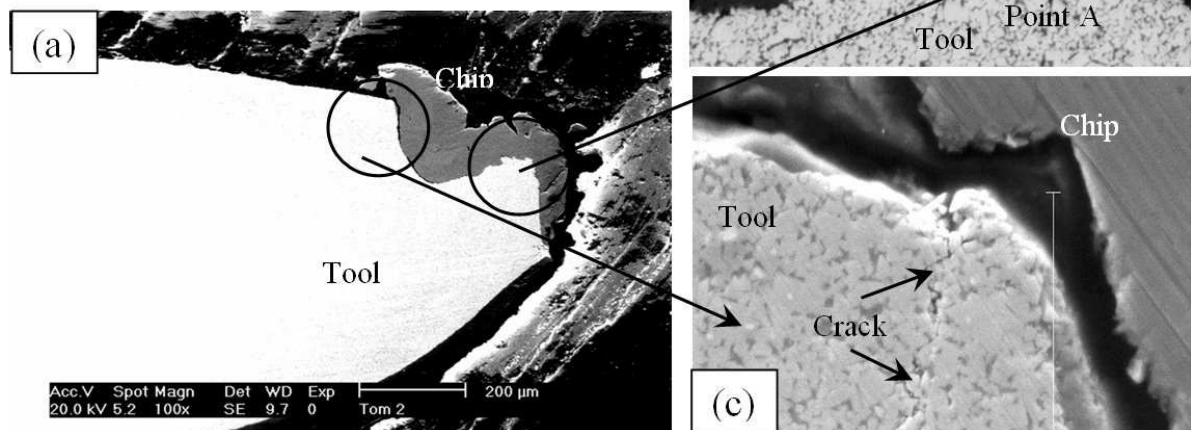 (a)
Chip
Tool
Acc.V Spot Magn Det WD Exp
20.0 kV 5.2 100x SE 9.7 0 Tom 2
200 µm
Point A
Tool
Chip
Tool
Crack
(c)